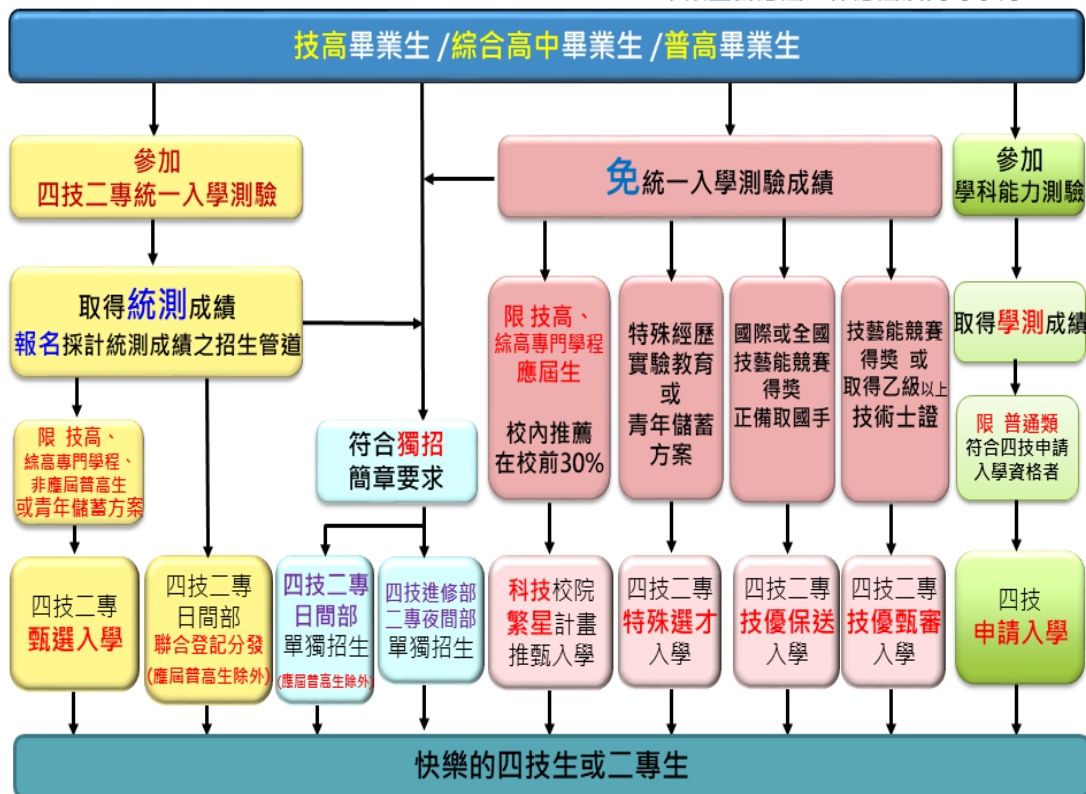 技高畢業生 /綜合高中畢業生 /普高畢業生
參加
四技二專統一入學測驗
免統一入學測驗成績
參加
學科能力測驗
取得統測成績
報名採計統測成績之招生管道
限 技高、
綜高專門學程
應屆生
校內推薦
在校前30%
特殊經歷
實驗教育
或
青年儲蓄
方案
國際或全國
技藝能競賽
得獎
正備取國手
技藝能競賽
得獎 或
取得乙級以上
技術士證
取得學測成績
限 技高、
綜高專門學程、
非應屆普高生
或青年儲蓄方案
符合獨招
簡章要求
限 普通類
符合四技申請
入學資格者
四技二專
甄選入學
四技二專
日間部
聯合登記分發
(應屆普高生除外)
四技二專
日間部
單獨招生
(應屆普高生除外)
四技進修部
二專夜間部
單獨招生
科技校院
繁星計畫
推甄入學
四技二專
特殊選才
入學
四技二專
技優保送
入學
四技二專
技優甄審
入學
四技
申請入學
快樂的四技生或二專生